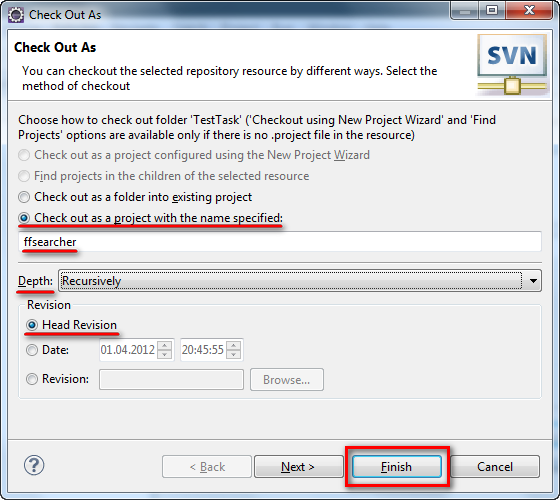 Check Out As
Check Out As
SVN
You can checkout the selected repository resource by different ways. Select the
method of checkout
Choose how to check out folder 'TestTask' ('Checkout using New Project Wizard' and 'Find
Projects' options are available only if there is no .project file in the resource)
Check out as a project configured using the New Project Wizard
Find projects in the children of the selected resource
Check out as a folder into existing project
Check out as a project with the name specified:
ffsearcher
Depth: Recursively
Revision
Head Revision
Date: 01.04.2012 20:45:55
Revision: Browse...
? < Back Next > Finish Cancel